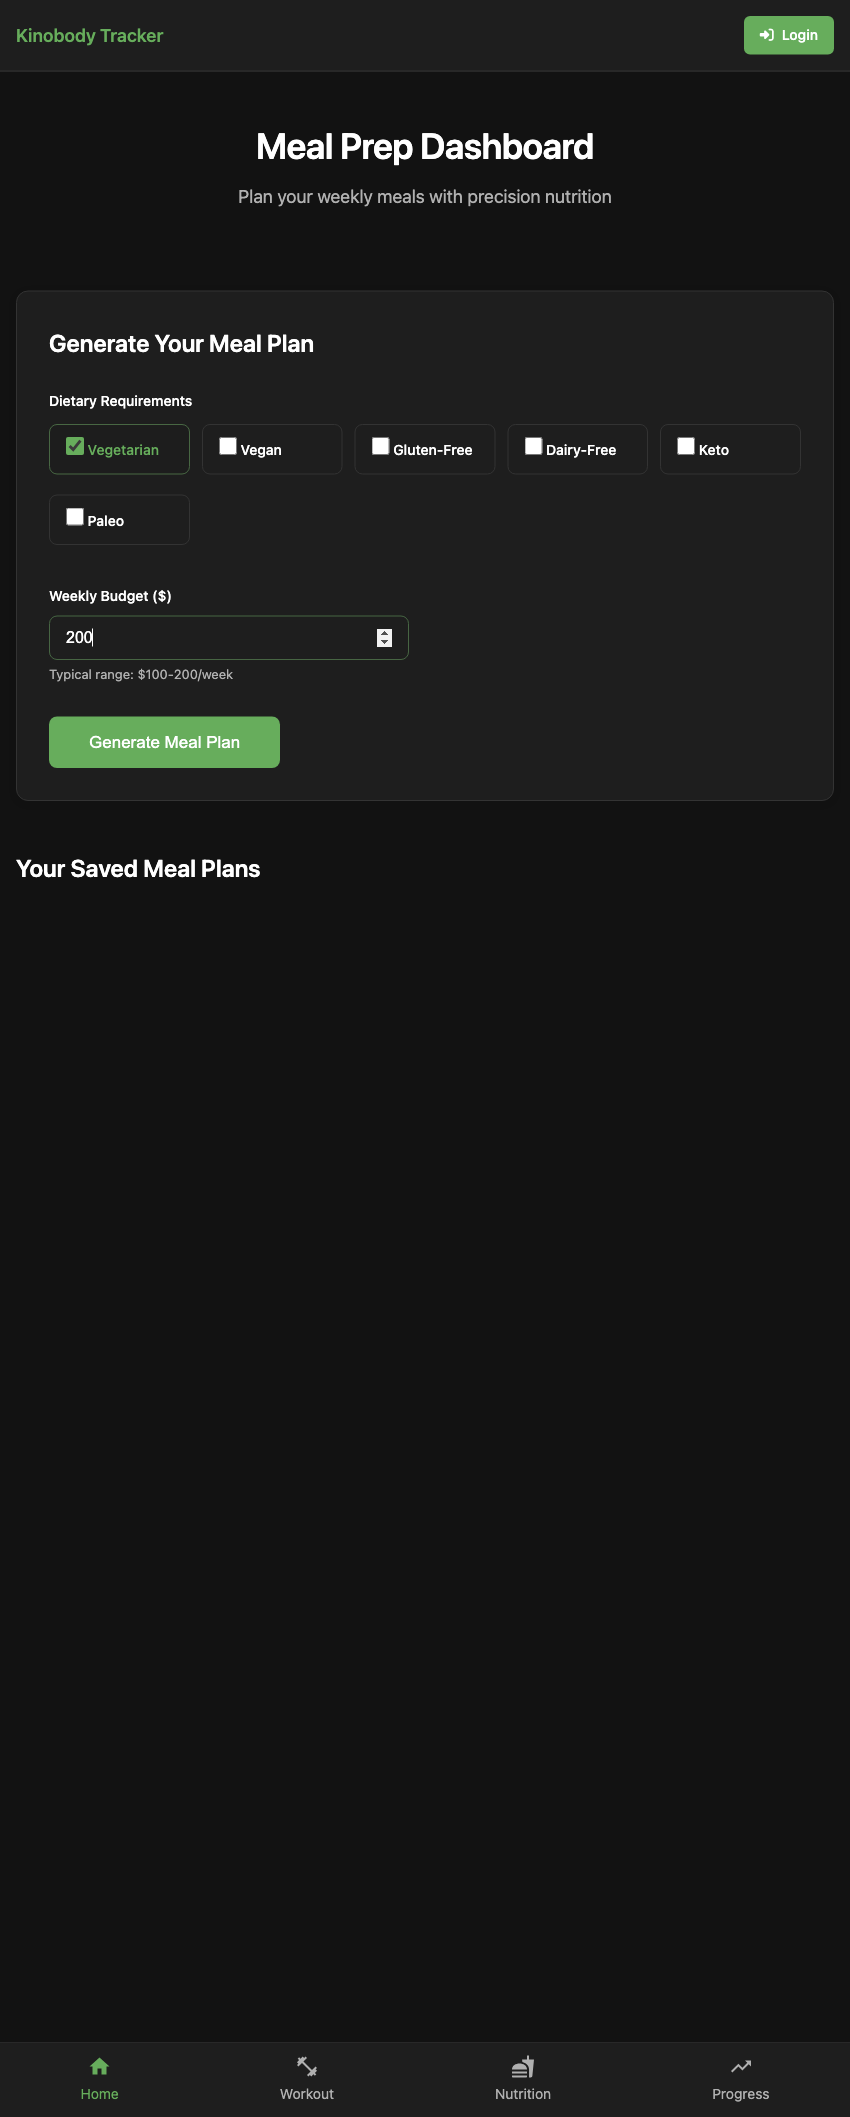 Kinobody Tracker
Login
Meal Prep Dashboard
Plan your weekly meals with precision nutrition
Generate Your Meal Plan
Dietary Requirements
Vegetarian
Vegan
Gluten-Free
Dairy-Free
Keto
Paleo
Weekly Budget ($)
200
Typical range: $100-200/week
Generate Meal Plan
Your Saved Meal Plans
Home
Workout
Nutrition
Progress